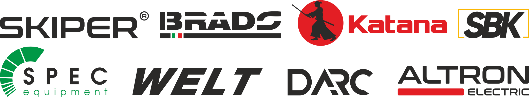 SKIPER® BRADO Katana SBK
SPEC WELT DARC ALTRON
equipment ELECTRIC